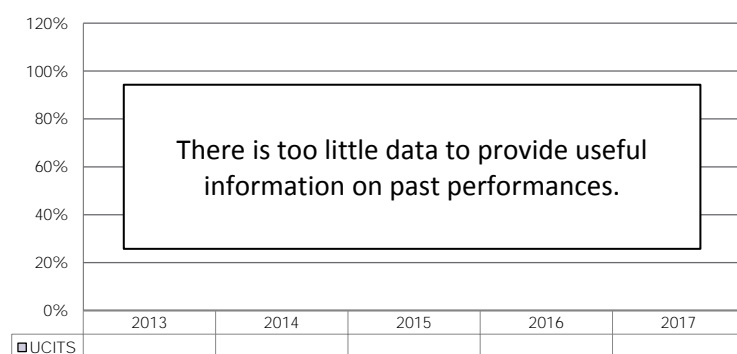 120%
100%
80%
60%
40%
20%
0%
There is too little data to provide useful
information on past performances.
2013 2014 2015 2016 2017
UCITS